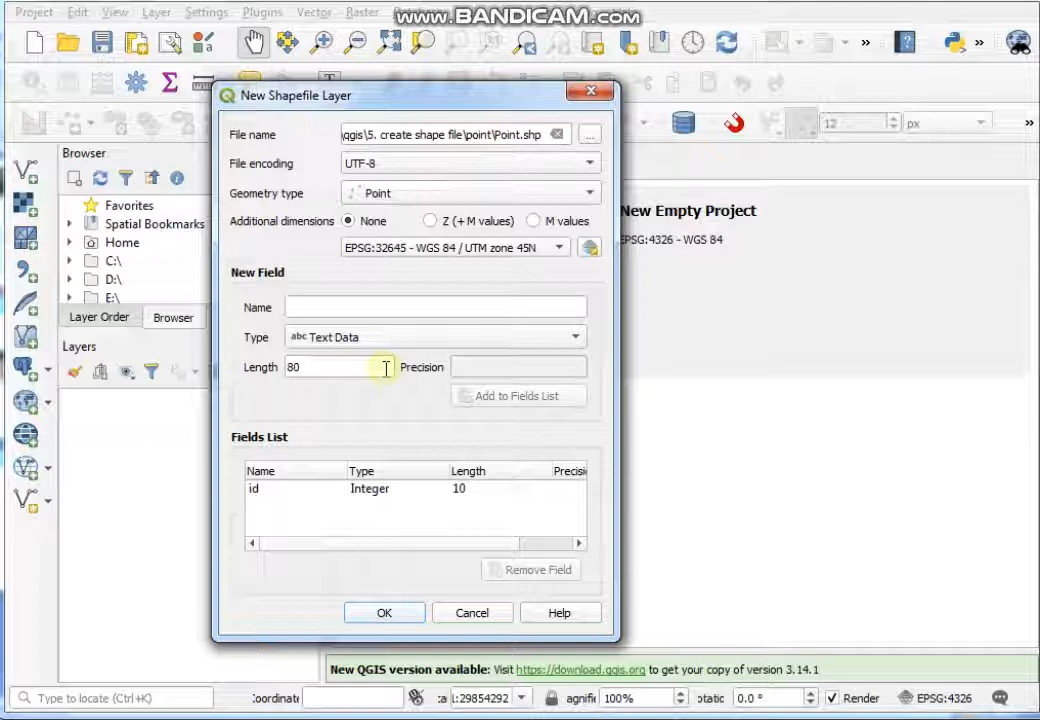 Project Edit View Layer Settings Plugins Vector Raster
www.BANDICAM.com
New Shapefile Layer
File name \qgis\5. create shape file\point\Point.shp ...
File encoding UTF-8
Geometry type Point
Additional dimensions None Z (+ M values) M values
EPSG:32645 - WGS 84 / UTM zone 45N
New Field
Name
Type abc Text Data
Length 80 Precision
Add to Fields List
Fields List
Name Type Length Precisi
id Integer 10
Remove Field
OK Cancel Help
12 px
Browser
Favorites
Spatial Bookmarks
Home
C:\
D:\
E:\
Layer Order Browser
Layers
New Empty Project
EPSG:4326 - WGS 84
New QGIS version available: Visit https://download.qgis.org to get your copy of version 3.14.1
Type to locate (Ctrl+K) :oordinate :a l:29854292 agnifi 100% :otatic 0.0 ° Render EPSG:4326